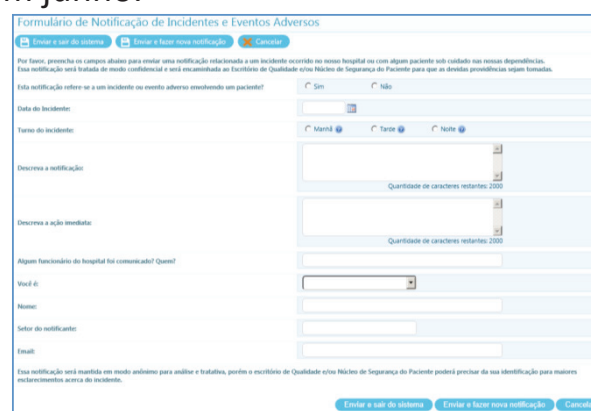 Formulário de Notificação de Incidentes e Eventos Adversos
Enviar e sair do sistema Enviar e fazer nova notificação Cancelar
Por favor, preencha os campos abaixo para enviar uma notificação relacionada a um incidente ocorrido no nosso hospital ou com algum paciente sob cuidado nas nossas dependências.
Essa notificação será tratada de modo confidencial e será encaminhada ao Escritório de Qualidade e/ou Núcleo de Segurança do Paciente para que as devidas providências sejam tomadas.
Esta notificação refere-se a um incidente ou evento adverso envolvendo um paciente? Sim Não
Data do Incidente:
Turno do incidente: Manhã Tarde Noite
Descreva a notificação:
Quantidade de caracteres restantes: 2000
Descreva a ação imediata:
Quantidade de caracteres restantes: 2000
Algum funcionário do hospital foi comunicado? Quem?
Você é:
Nome:
Setor do notificante:
Email:
Essa notificação será mantida em modo anônimo para análise e tratativa, porém o escritório de Qualidade e/ou Núcleo de Segurança do Paciente poderá precisar da sua identificação para maiores
esclarecimentos acerca do incidente.
Enviar e sair do sistema Enviar e fazer nova notificação Cancela